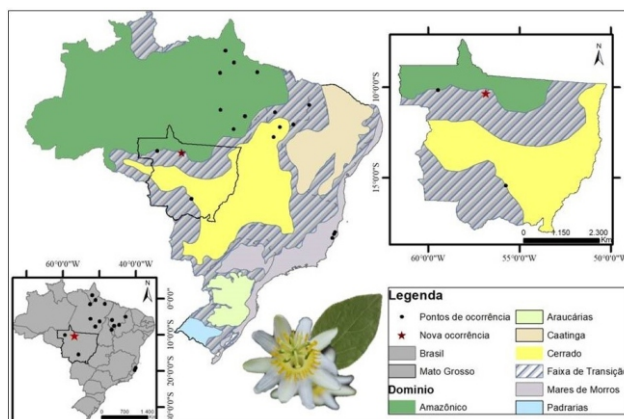 N
10°0'0"S
15°0'0"S
0 1.150 2.300
Km
60°0'0"W 55°0'0"W 50°0'0"W
60°0'0"W 40°0'0"W
N
0°0'0"
10°0'0"S
20°0'0"S
30°0'0"S
0 700 1.400
Legenda
Pontos de ocorrência
Nova ocorrência
Brasil
Mato Grosso
Domínio
Amazônico
Araucárias
Caatinga
Cerrado
Faixa de Transição
Mares de Morros
Padrarias